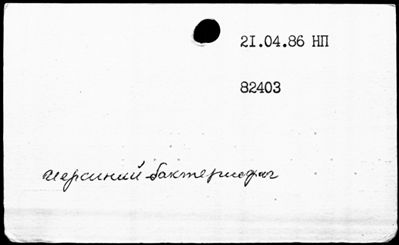 21.04.86 НП
82403
иерсиний бактериофаг